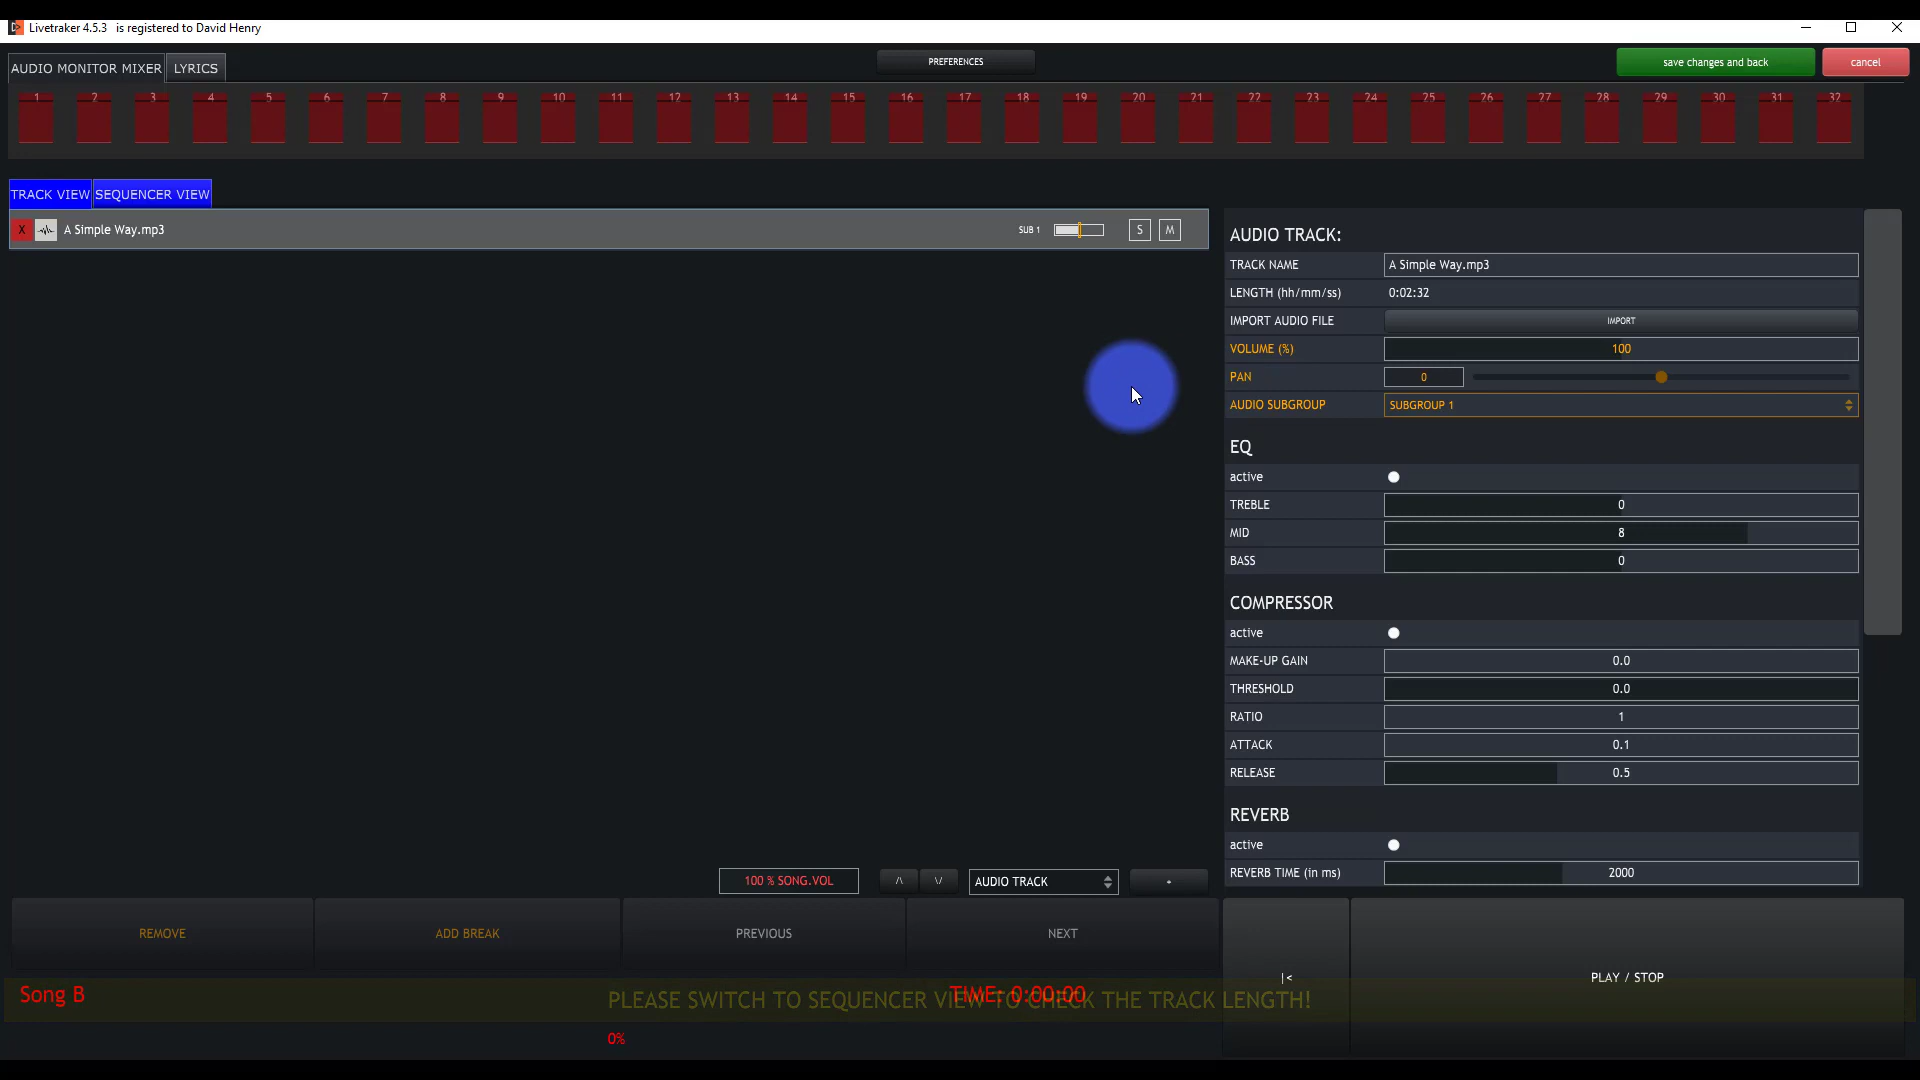 Livetraker 4.5.3 is registered to David Henry
AUDIO MONITOR MIXER LYRICS PREFERENCES save changes and back cancel
1 2 3 4 5 6 7 8 9 10 11 12 13 14 15 16 17 18 19 20 21 22 23 24 25 26 27 28 29 30 31 32
TRACK VIEW SEQUENCER VIEW
X A Simple Way.mp3 SUB 1 S M
AUDIO TRACK:
TRACK NAME A Simple Way.mp3
LENGTH (hh/mm/ss) 0:02:32
IMPORT AUDIO FILE IMPORT
VOLUME (%) 100
PAN 0
AUDIO SUBGROUP SUBGROUP 1
EQ
active
TREBLE 0
MID 8
BASS 0
COMPRESSOR
active
MAKE-UP GAIN 0.0
THRESHOLD 0.0
RATIO 1
ATTACK 0.1
RELEASE 0.5
REVERB
active
REVERB TIME (in ms) 2000
100 % SONG.VOL /\ \/ AUDIO TRACK +
REMOVE ADD BREAK PREVIOUS NEXT
|< PLAY / STOP
Song B TIME: 0:00:00
PLEASE SWITCH TO SEQUENCER VIEW TO CHECK THE TRACK LENGTH!
0%